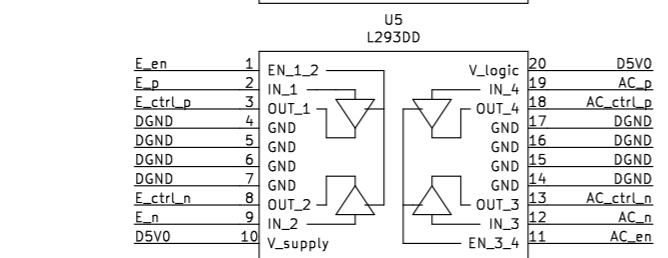 U5
L293DD
E_en 1 EN_1_2 V_logic 20 D5V0
E_p 2 IN_1 IN_4 19 AC_p
E_ctrl_p 3 OUT_1 OUT_4 18 AC_ctrl_p
DGND 4 GND GND 17 DGND
DGND 5 GND GND 16 DGND
DGND 6 GND GND 15 DGND
DGND 7 GND GND 14 DGND
E_ctrl_n 8 OUT_2 OUT_3 13 AC_ctrl_n
E_n 9 IN_2 IN_3 12 AC_n
D5V0 10 V_supply EN_3_4 11 AC_en